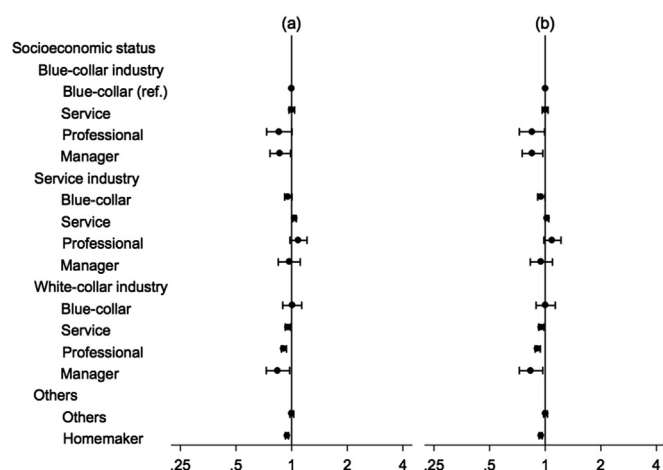 (a) (b)
Socioeconomic status
Blue-collar industry
Blue-collar (ref.)
Service
Professional
Manager
Service industry
Blue-collar
Service
Professional
Manager
White-collar industry
Blue-collar
Service
Professional
Manager
Others
Others
Homemaker
.25 .5 1 2 4 .25 .5 1 2 4